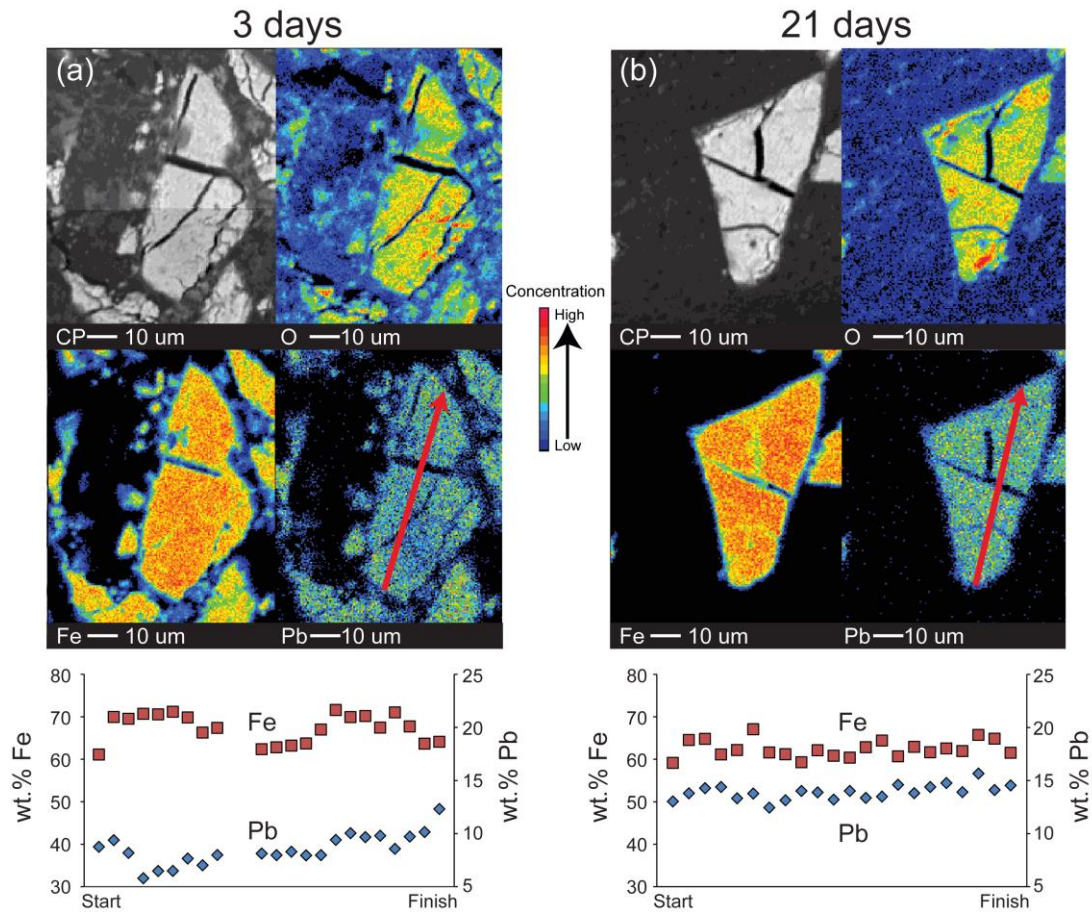 3 days
21 days
(a)
(b)
CP 10 um
O 10 um
CP 10 um
O 10 um
Concentration
High
Low
Fe 10 um
Pb 10 um
Fe 10 um
Pb 10 um
80
70
60
50
40
30
wt.% Fe
25
20
15
10
5
wt.% Pb
Fe
Pb
Start
Finish
80
70
60
50
40
30
wt.% Fe
25
20
15
10
5
wt.% Pb
Fe
Pb
Start
Finish